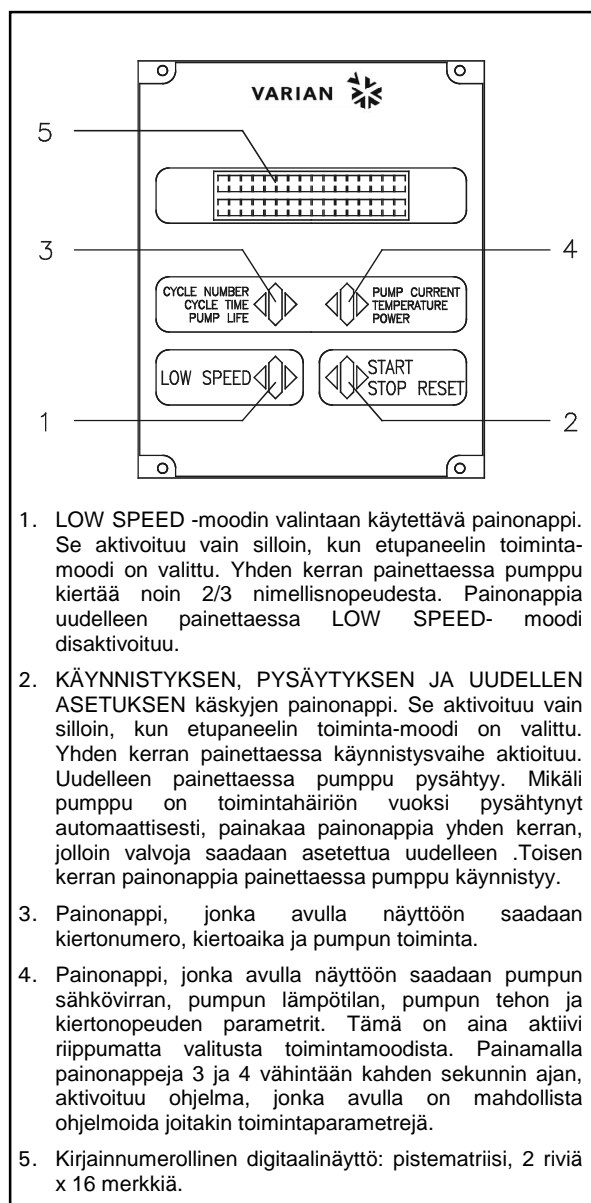 VARIAN
5
3
4
CYCLE NUMBER
CYCLE TIME
PUMP LIFE
PUMP CURRENT
TEMPERATURE
POWER
LOW SPEED
START
STOP RESET
1
2
1. LOW SPEED -moodin valintaan käytettävä painonappi.
Se aktivoituu vain silloin, kun etupaneelin toiminta-
moodi on valittu. Yhden kerran painettaessa pumppu
kiertää noin 2/3 nimellisnopeudesta. Painonappia
uudelleen painettaessa LOW SPEED- moodi
disaktivoituu.
2. KÄYNNISTYKSEN, PYSÄYTYKSEN JA UUDELLEN
ASETUKSEN käskyjen painonappi. Se aktivoituu vain
silloin, kun etupaneelin toiminta-moodi on valittu.
Yhden kerran painettaessa käynnistysvaihe aktioituu.
Uudelleen painettaessa pumppu pysähtyy. Mikäli
pumppu on toimintahäiriön vuoksi pysähtynyt
automaattisesti, painakaa painonappia yhden kerran,
jolloin valvoja saadaan asetettua uudelleen .Toisen
kerran painonappia painettaessa pumppu käynnistyy.
3. Painonappi, jonka avulla näyttöön saadaan
kiertonumero, kiertoaika ja pumpun toiminta.
4. Painonappi, jonka avulla näyttöön saadaan pumpun
sähkövirran, pumpun lämpötilan, pumpun tehon ja
kiertonopeuden parametrit. Tämä on aina aktiivi
riippumatta valitusta toimintamoodista. Painamalla
painonappeja 3 ja 4 vähintään kahden sekunnin ajan,
aktivoituu ohjelma, jonka avulla on mahdollista
ohjelmoida joitakin toimintaparametrejä.
5. Kirjainnumerollinen digitaalinäyttö: pistematriisi, 2 riviä
x 16 merkkiä.